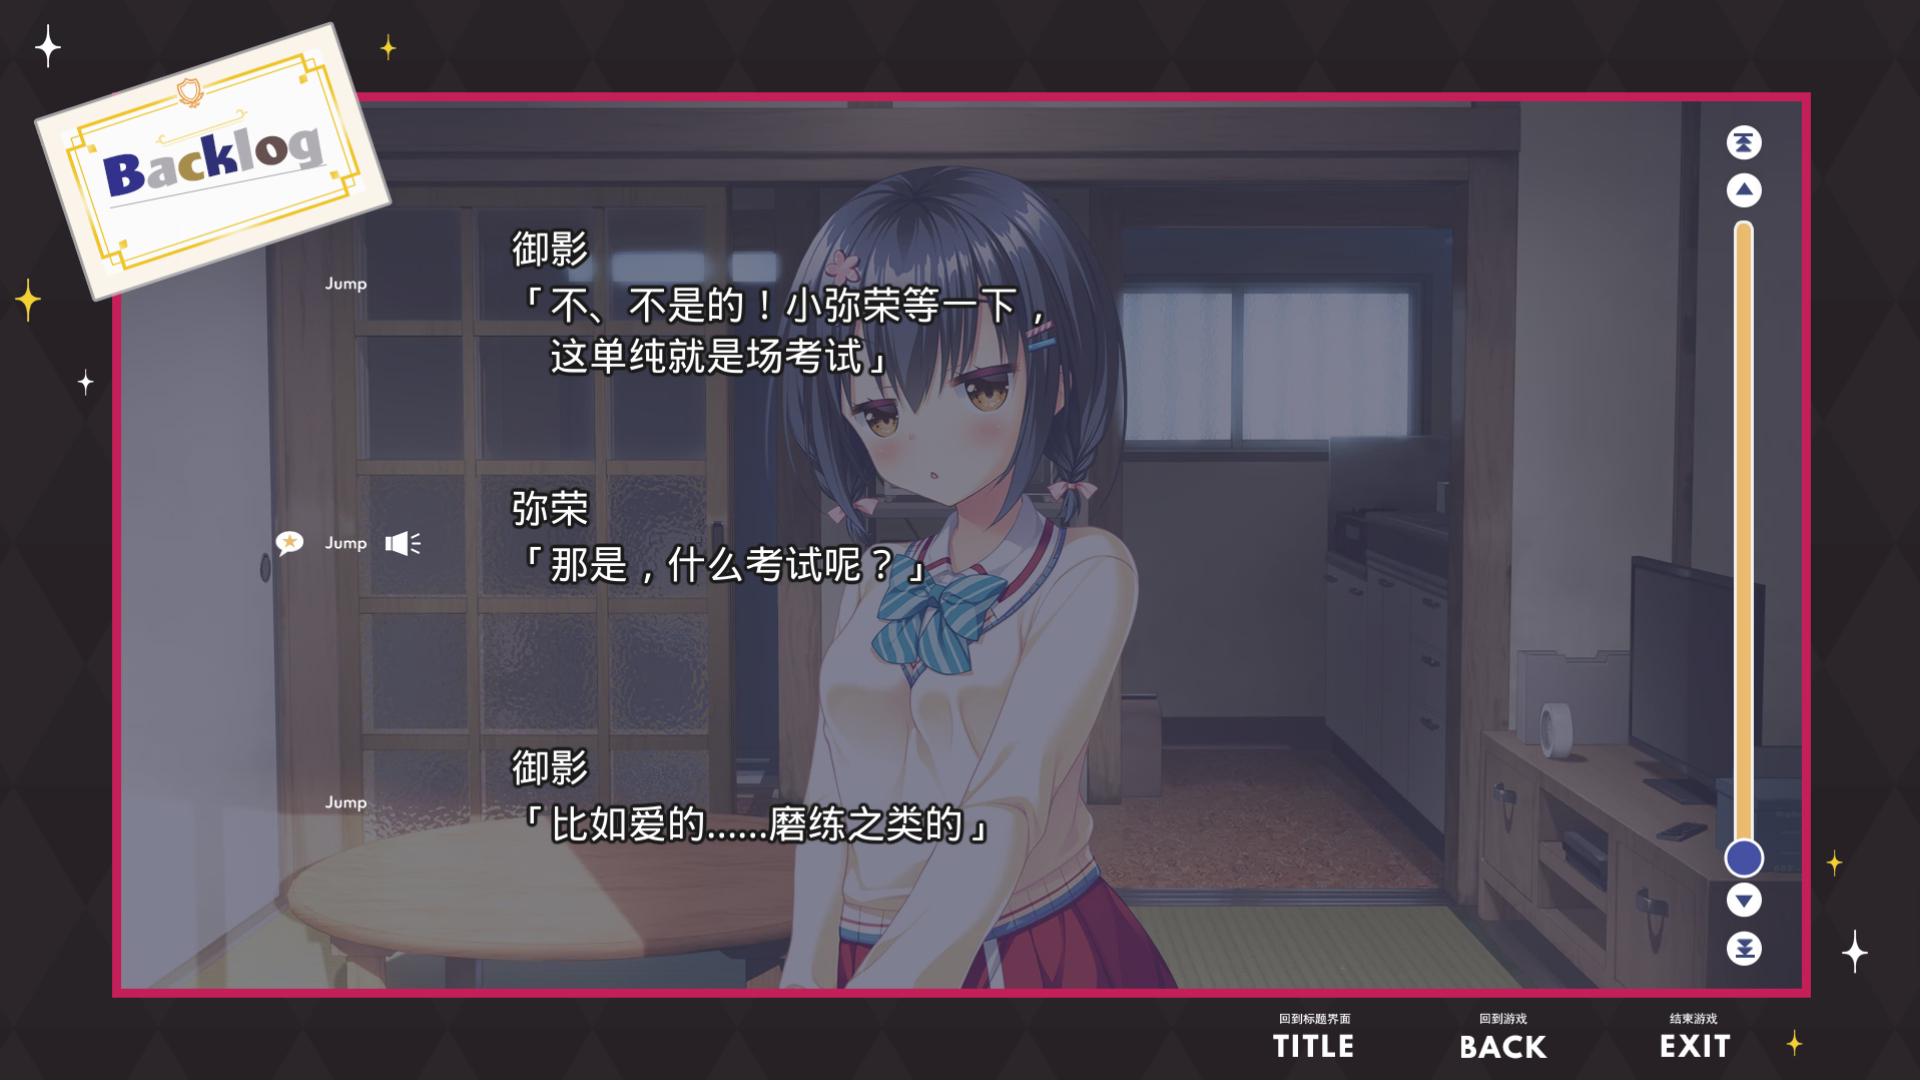 Backlog
Jump
御影
「不、不是的！小弥荣等一下，
这单纯就是场考试」
Jump
弥荣
「那是，什么考试呢？」
Jump
御影
「比如爱的……磨练之类的」
回到标题界面
TITLE
回到游戏
BACK
结束游戏
EXIT